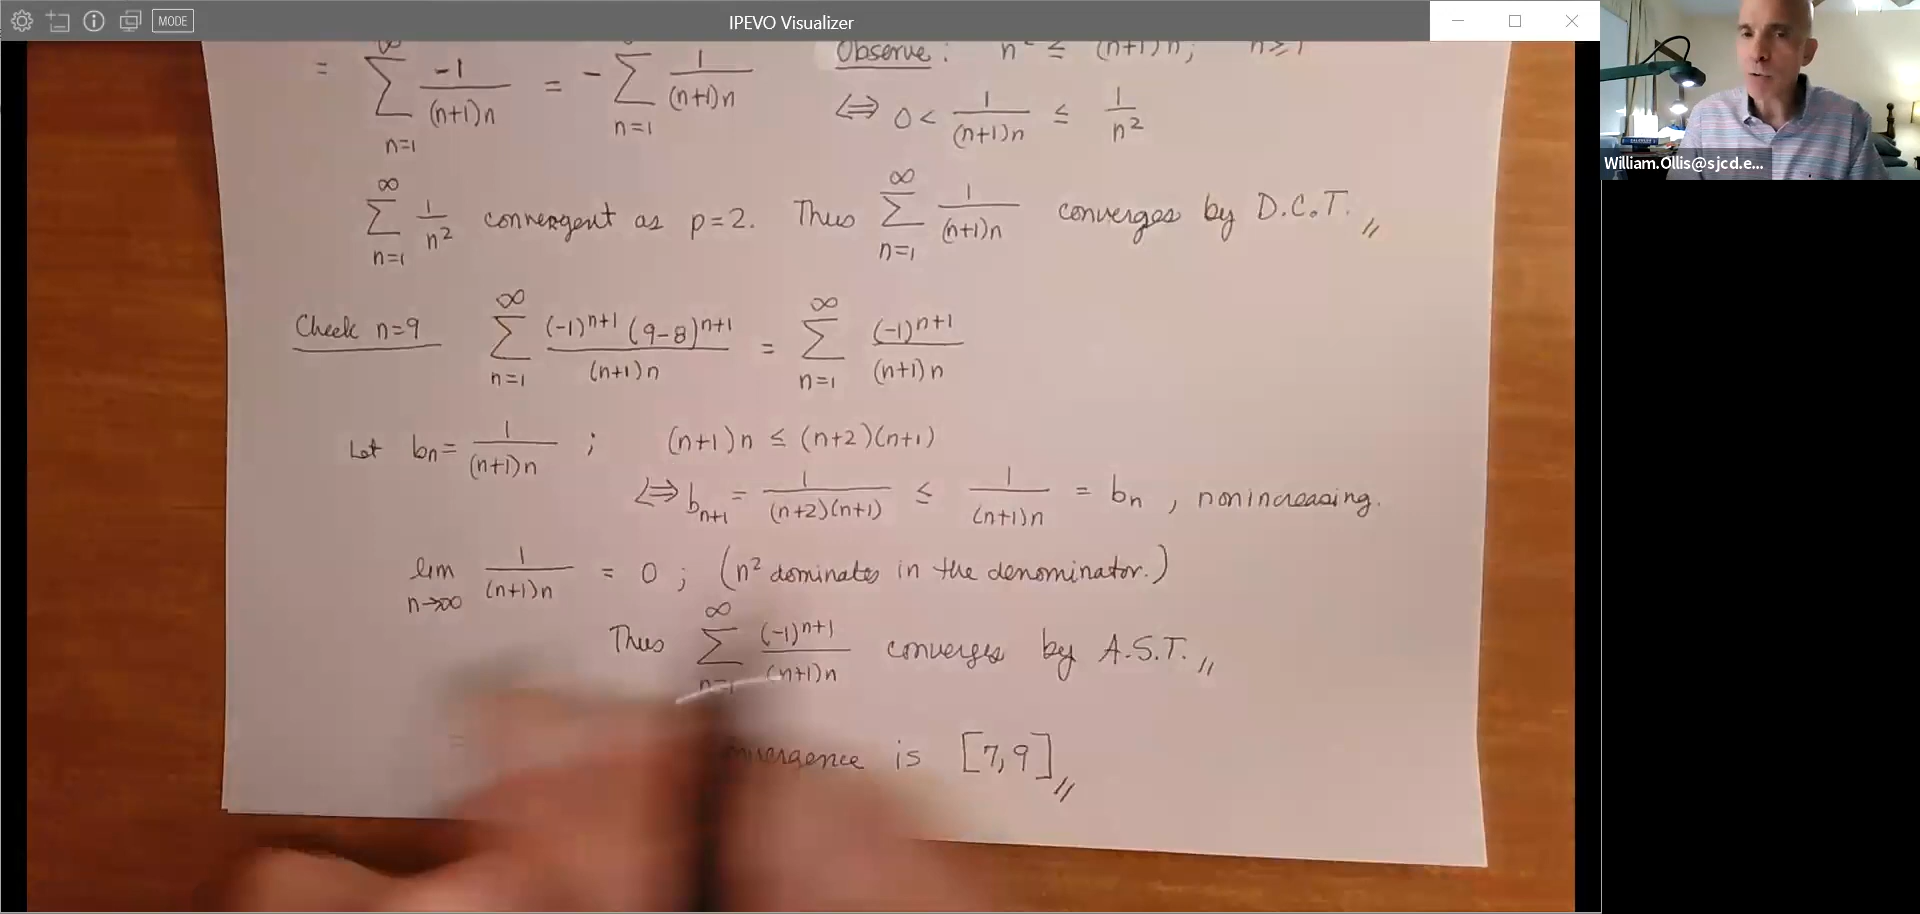 MODE
IPEVO Visualizer
William.Ollis@sjcd.e...
= ∞ Σ n=1 -1/(n+1)n = - Σ n=1 1/(n+1)n
Observe: n² ≤ (n+1)n; n≥1
⟺ 0 < 1/(n+1)n ≤ 1/n²
∞ Σ n=1 1/n² convergent as p=2. Thus ∞ Σ n=1 1/(n+1)n converges by D.C.T. //
Check n=9 ∞ Σ n=1 (-1)^(n+1) (9-8)^(n+1)/(n+1)n = ∞ Σ n=1 (-1)^(n+1)/(n+1)n
Let bn = 1/(n+1)n ; (n+1)n ≤ (n+2)(n+1)
⟺ b_(n+1) = 1/(n+2)(n+1) ≤ 1/(n+1)n = bn , nonincreasing.
lim n→∞ 1/(n+1)n = 0 ; (n² dominates in the denominator.)
Thus ∞ Σ n=1 (-1)^(n+1)/(n+1)n converges by A.S.T. //
is [7,9] //